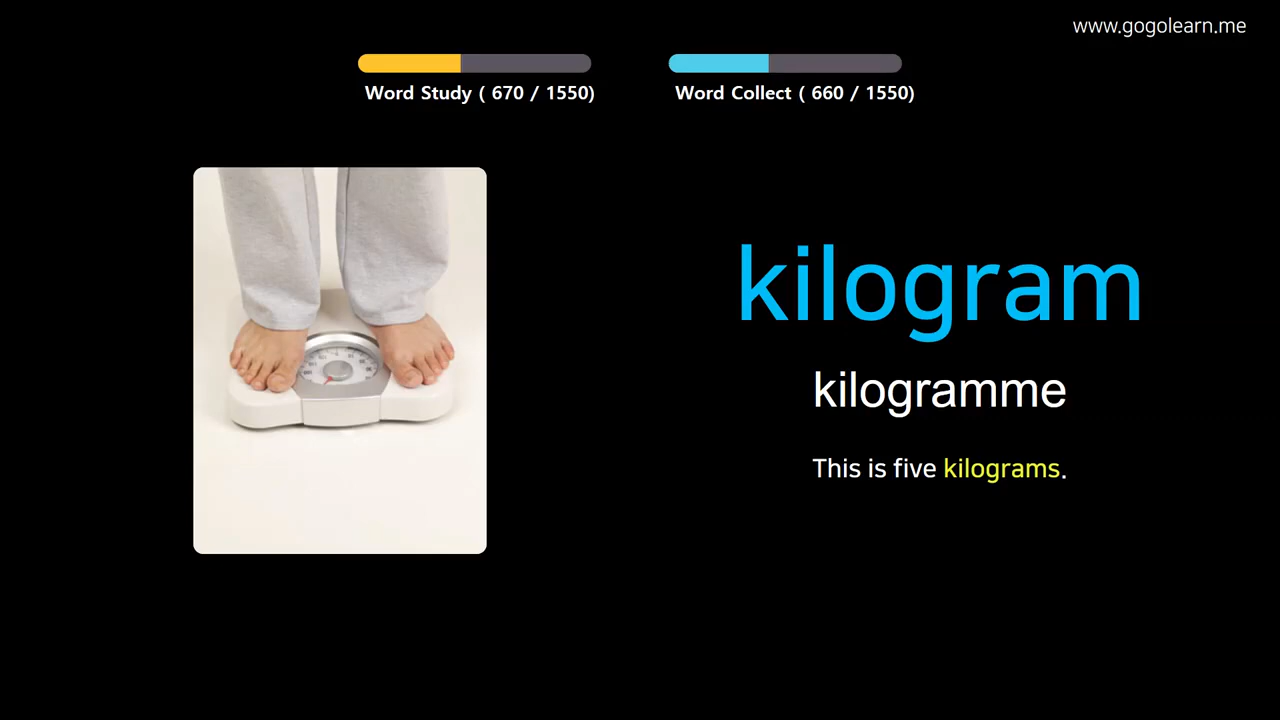 www.gogolearn.me
Word Study ( 670 / 1550)
Word Collect ( 660 / 1550)
kilogram
kilogramme
This is five kilograms.